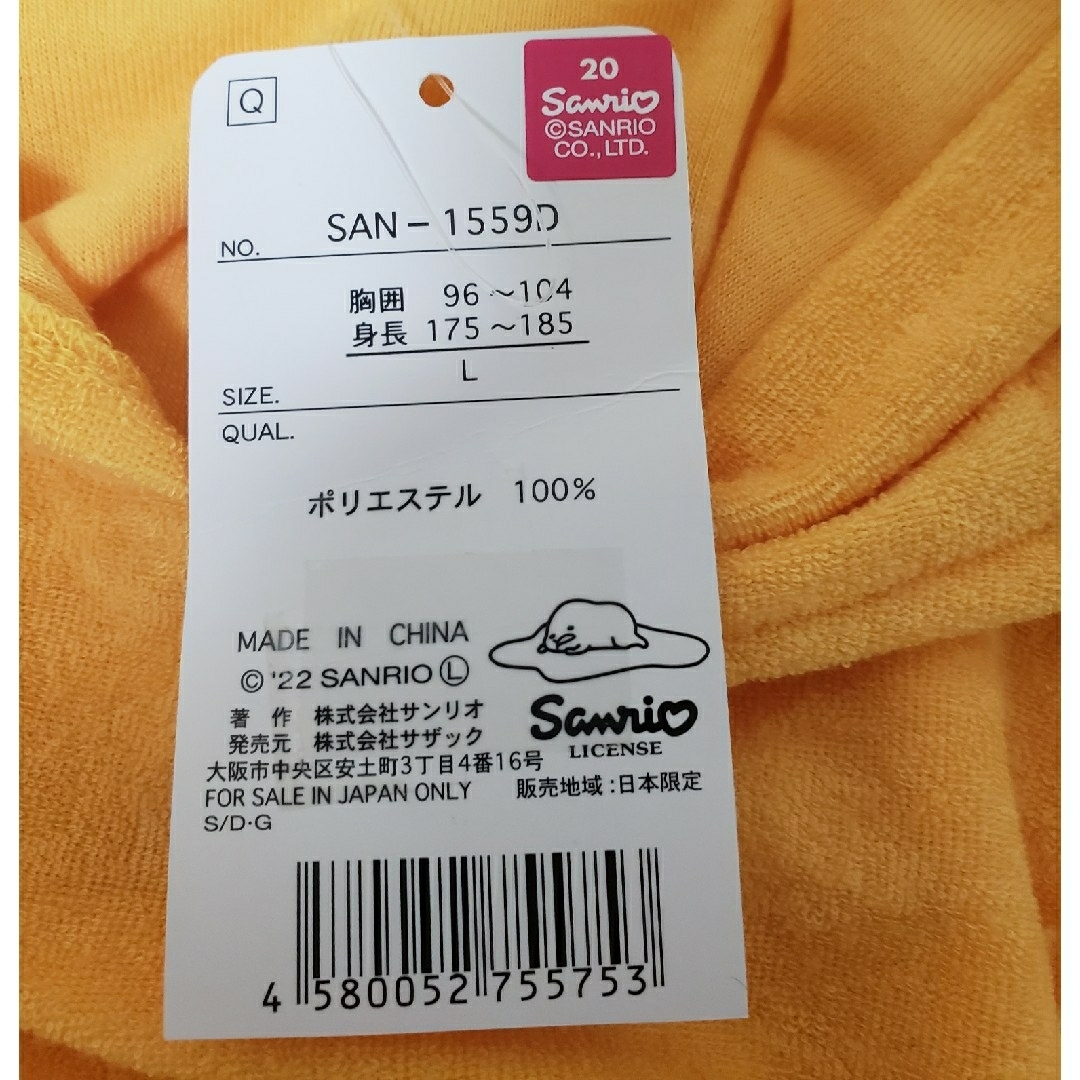 Q
20
Sanrio
©SANRIO
CO.,LTD.
NO. SAN-1559D
胸囲 96~104
身長 175~185
SIZE. L
QUAL.
ポリエステル 100%
MADE IN CHINA
© '22 SANRIO Ⓛ
著 作 株式会社サンリオ
発売元 株式会社サザック
大阪市中央区安土町3丁目4番16号
FOR SALE IN JAPAN ONLY
S/D·G
Sanrio
LICENSE
販売地域:日本限定
4 580052 755753